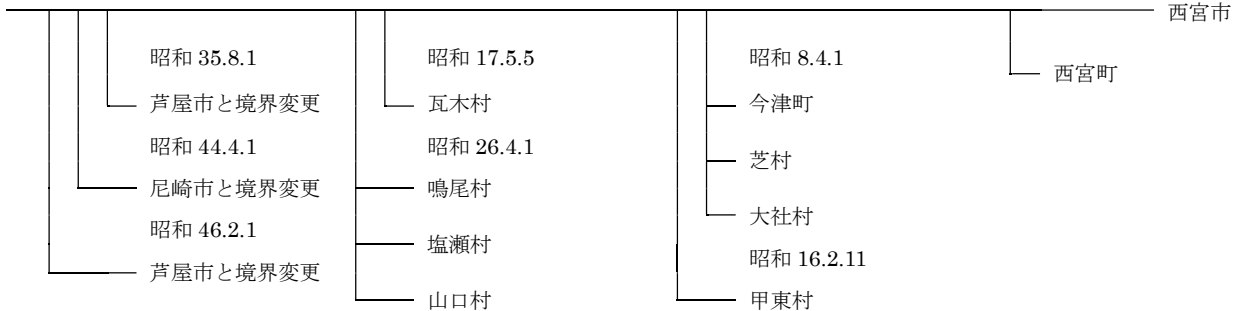 西宮市
西宮町
昭和 8.4.1
今津町
芝村
大社村
昭和 16.2.11
甲東村
昭和 17.5.5
瓦木村
昭和 26.4.1
鳴尾村
塩瀬村
山口村
昭和 35.8.1
芦屋市と境界変更
昭和 44.4.1
尼崎市と境界変更
昭和 46.2.1
芦屋市と境界変更